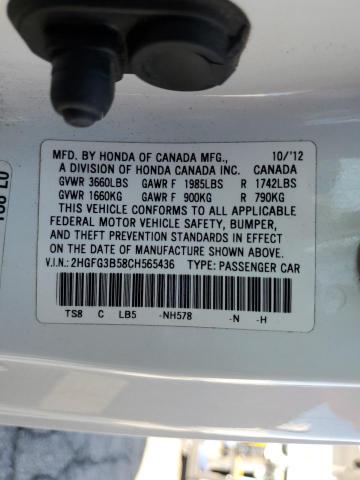 MFD. BY HONDA OF CANADA MFG., 10/'12
A DIVISION OF HONDA CANADA INC. CANADA
GVWR 3660LBS GAWR F 1985LBS R 1742LBS
GVWR 1660KG GAWR F 900KG R 790KG
THIS VEHICLE CONFORMS TO ALL APPLICABLE
FEDERAL MOTOR VEHICLE SAFETY, BUMPER,
AND THEFT PREVENTION STANDARDS IN EFFECT
ON THE DATE OF MANUFACTURE SHOWN ABOVE.
V.I.N.: 2HGFG3B58CH565436 TYPE: PASSENGER CAR
TS8 C LB5 -NH578 -N -H